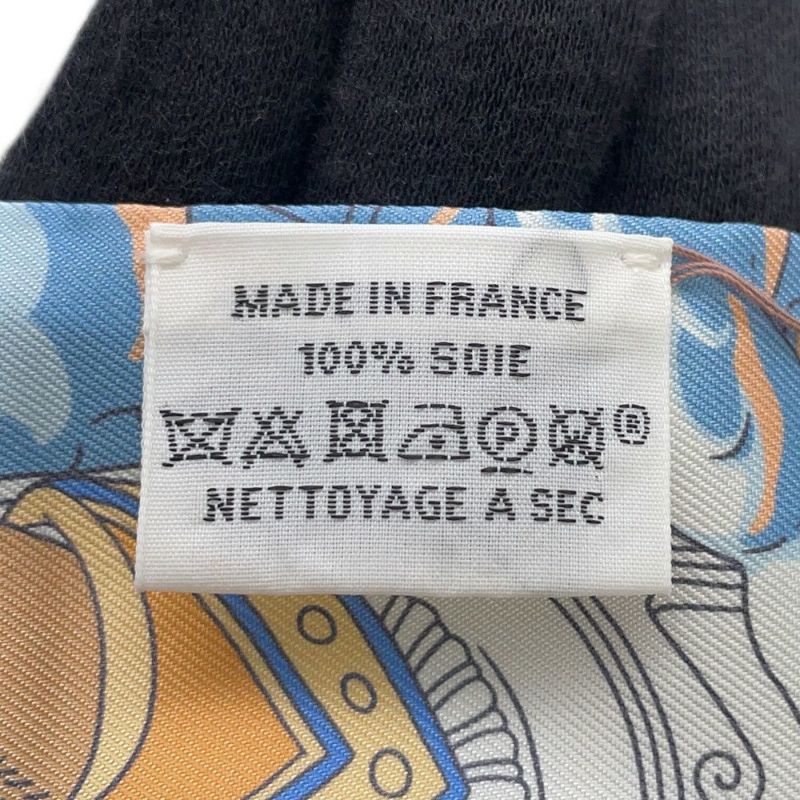 MADE IN FRANCE
100% SOIE
P ®
NETTOYAGE A SEC